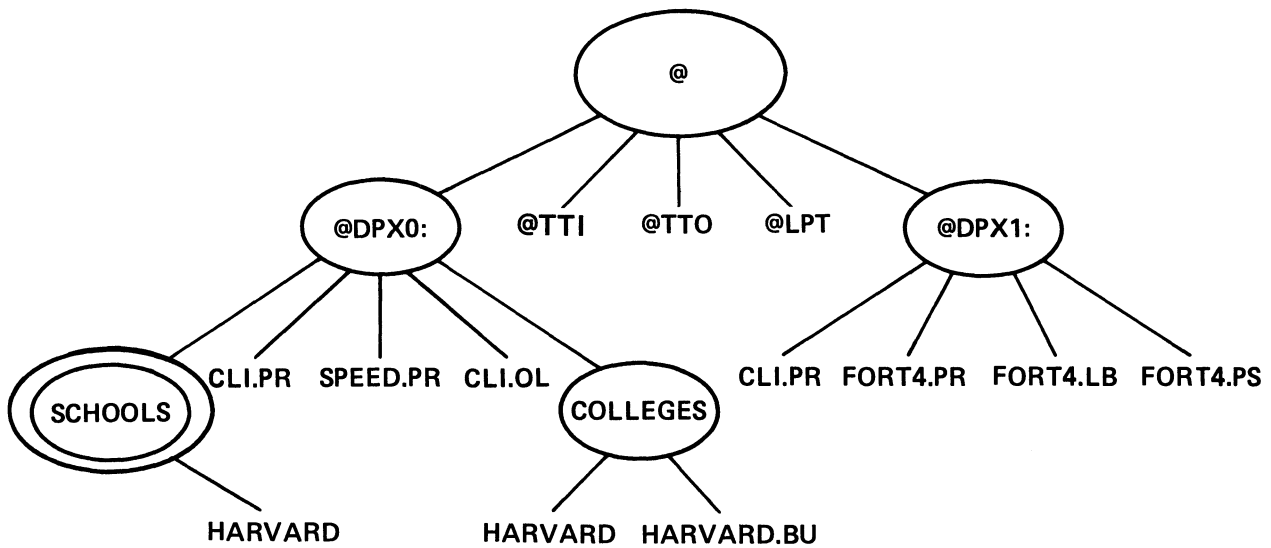 @
@DPX0: @TTI @TTO @LPT @DPX1:
SCHOOLS CLI.PR SPEED.PR CLI.OL COLLEGES CLI.PR FORT4.PR FORT4.LB FORT4.PS
HARVARD HARVARD HARVARD.BU